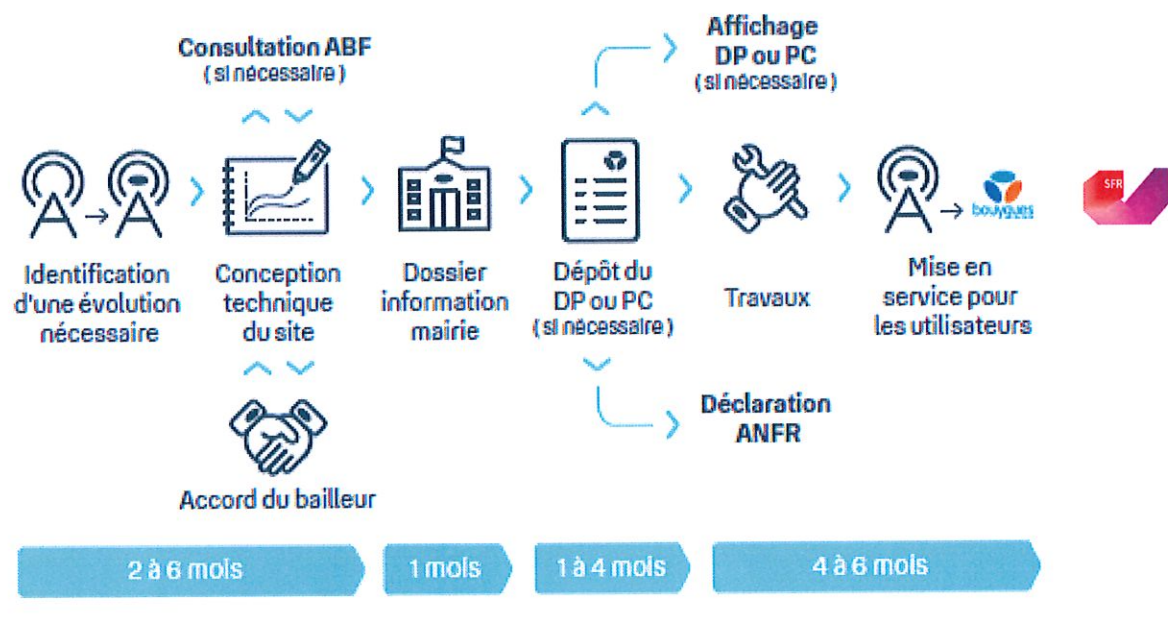 Consultation ABF
( si nécessaire )
Affichage
DP ou PC
( si nécessaire )
Identification
d'une évolution
nécessaire
Conception
technique
du site
Dossier
information
mairie
Dépôt du
DP ou PC
( si nécessaire )
Travaux
Mise en
service pour
les utilisateurs
bouygues
SFR
Accord du bailleur
Déclaration
ANFR
2 à 6 mois
1 mois
1 à 4 mois
4 à 6 mois